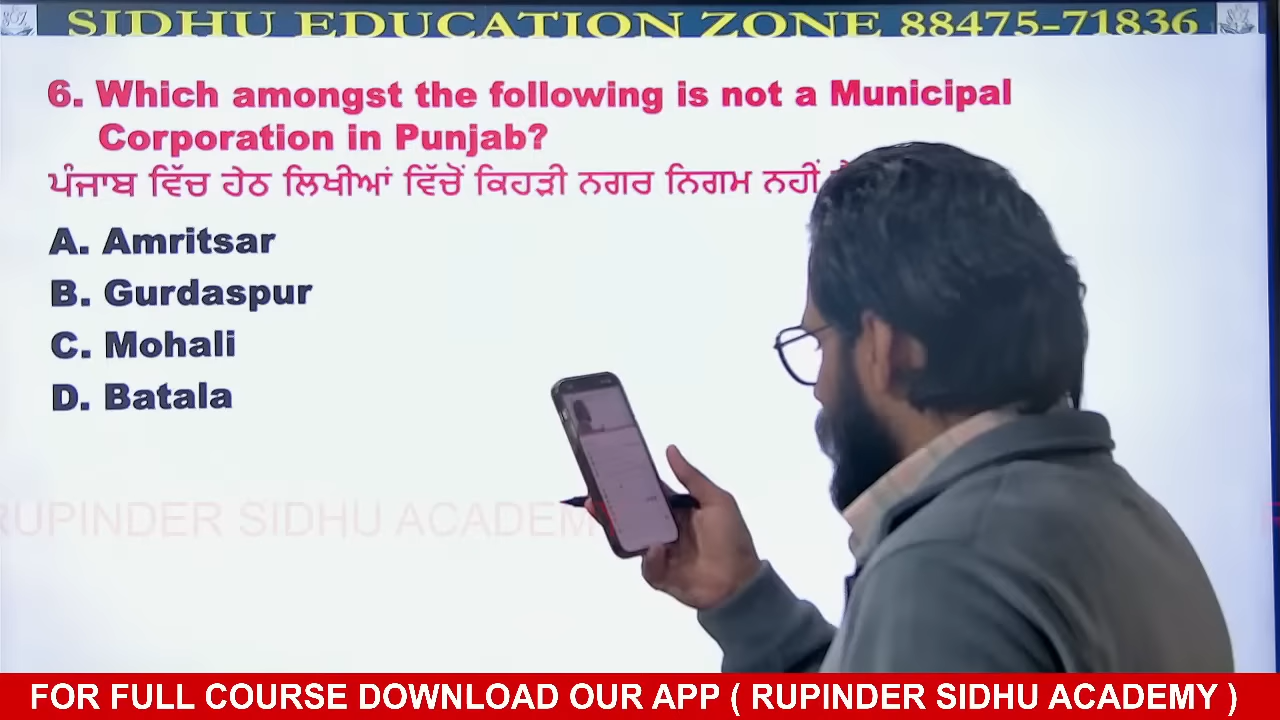 SIDHU EDUCATION ZONE 88475-71836
6. Which amongst the following is not a Municipal
Corporation in Punjab?
ਪੰਜਾਬ ਵਿੱਚ ਹੇਠ ਲਿਖੀਆਂ ਵਿੱਚੋਂ ਕਿਹੜੀ ਨਗਰ ਨਿਗਮ ਨਹੀਂ
A. Amritsar
B. Gurdaspur
C. Mohali
D. Batala
RUPINDER SIDHU ACADEMY
FOR FULL COURSE DOWNLOAD OUR APP ( RUPINDER SIDHU ACADEMY )